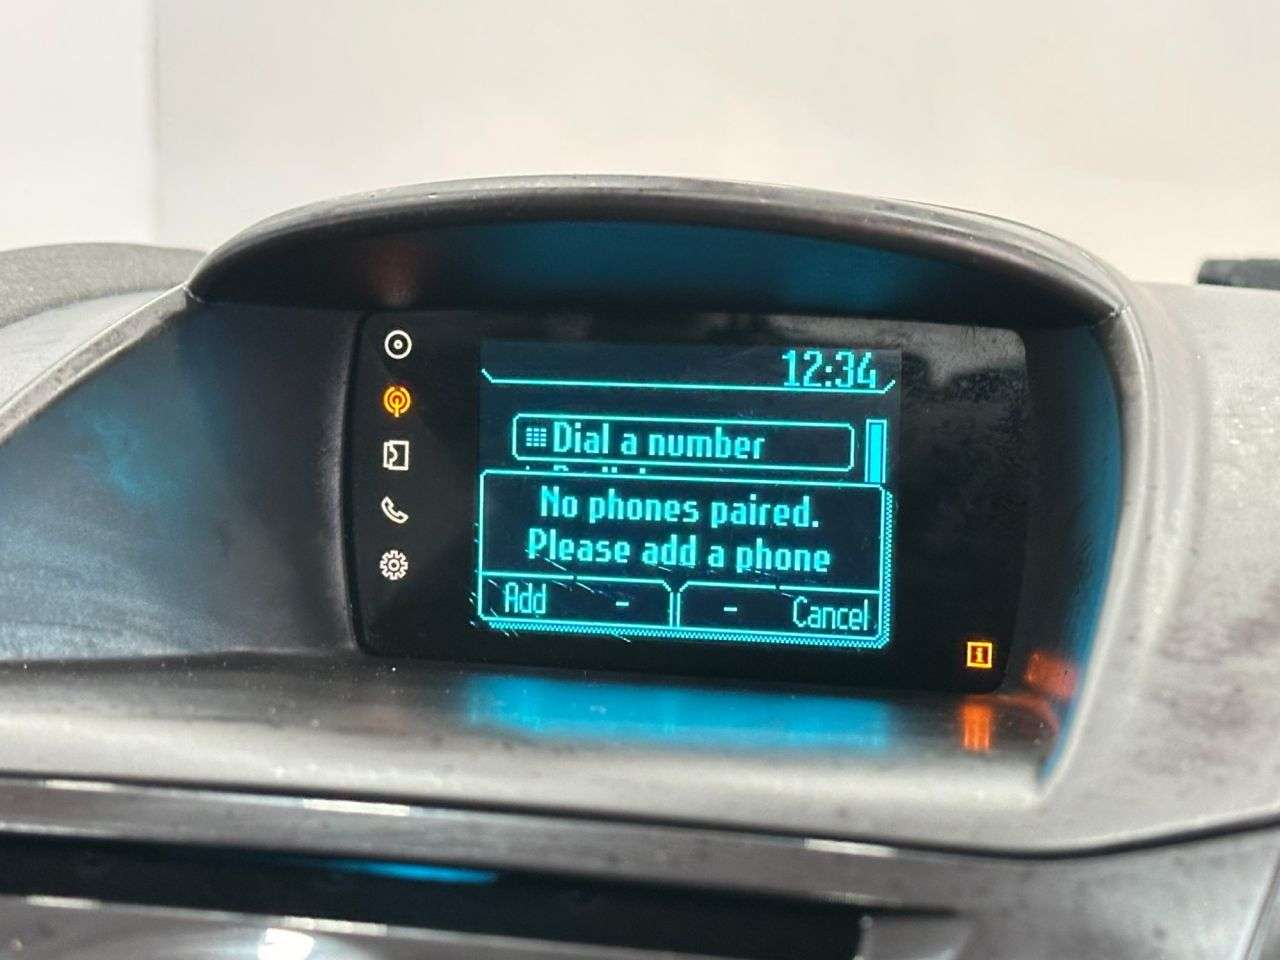 12:34
Dial a number
No phones paired.
Please add a phone
Add - - Cancel
i